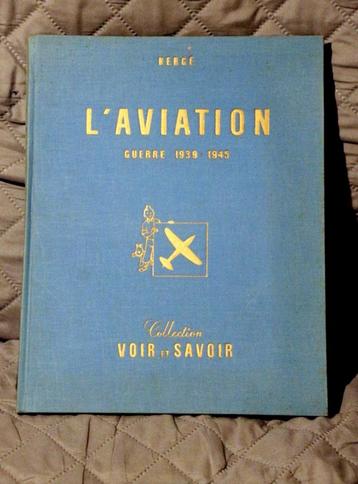 HERGÉ
L'AVIATION
GUERRE 1939 1945
Collection
VOIR ET SAVOIR